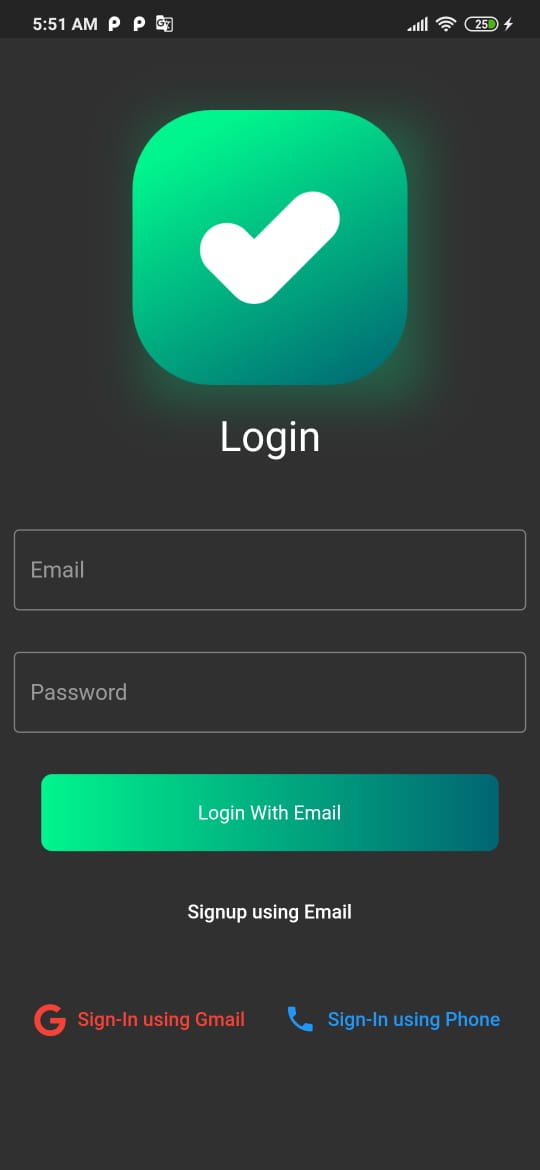 5:51 AM
25
Login
Email
Password
Login With Email
Signup using Email
Sign-In using Gmail
Sign-In using Phone